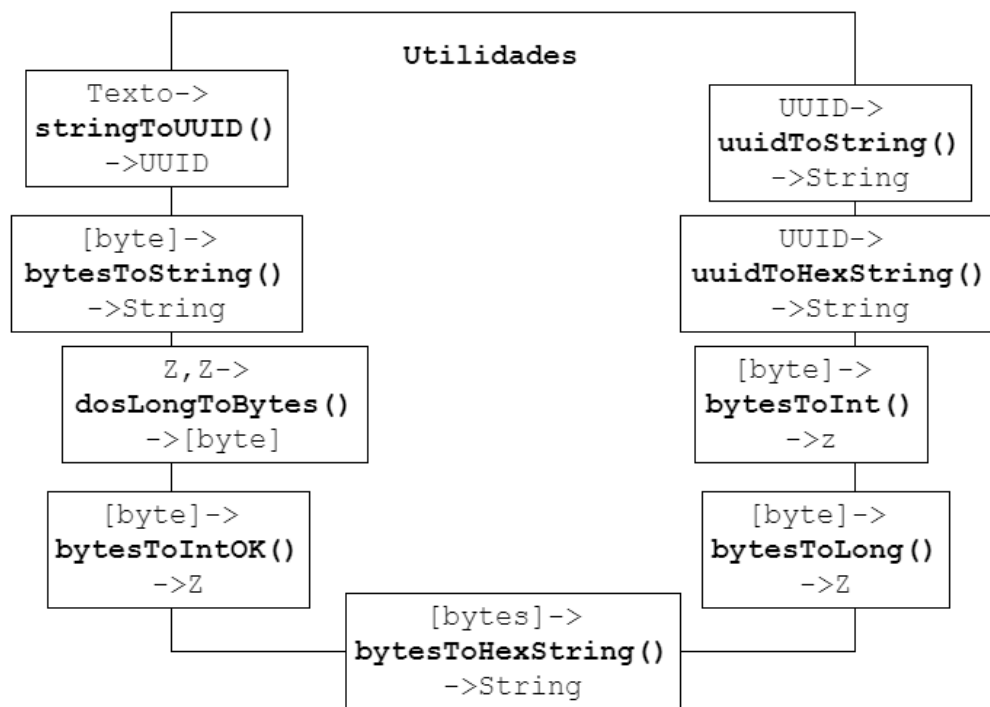 Utilidades
Texto->
stringToUUID()
->UUID
[byte]->
bytesToString()
->String
Z,Z->
dosLongToBytes()
->[byte]
[byte]->
bytesToIntOK()
->Z
[bytes]->
bytesToHexString()
->String
UUID->
uuidToString()
->String
UUID->
uuidToHexString()
->String
[byte]->
bytesToInt()
->z
[byte]->
bytesToLong()
->Z